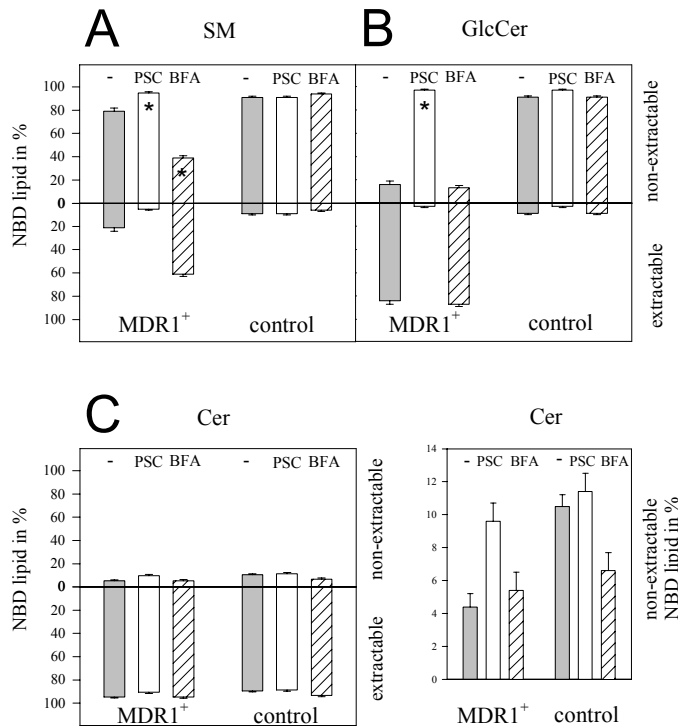 A SM B GlcCer
- PSC BFA - PSC BFA - PSC BFA - PSC BFA
100
80
60
40
20
0
20
40
60
80
100
NBD lipid in %
* * *
non-extractable
extractable
MDR1+ control MDR1+ control
C Cer Cer
- PSC BFA - PSC BFA
100
80
60
40
20
0
20
40
60
80
100
NBD lipid in %
non-extractable
extractable
MDR1+ control
- PSC BFA - PSC BFA
14
12
10
8
6
4
2
0
non-extractable
NBD lipid in %
MDR1+ control